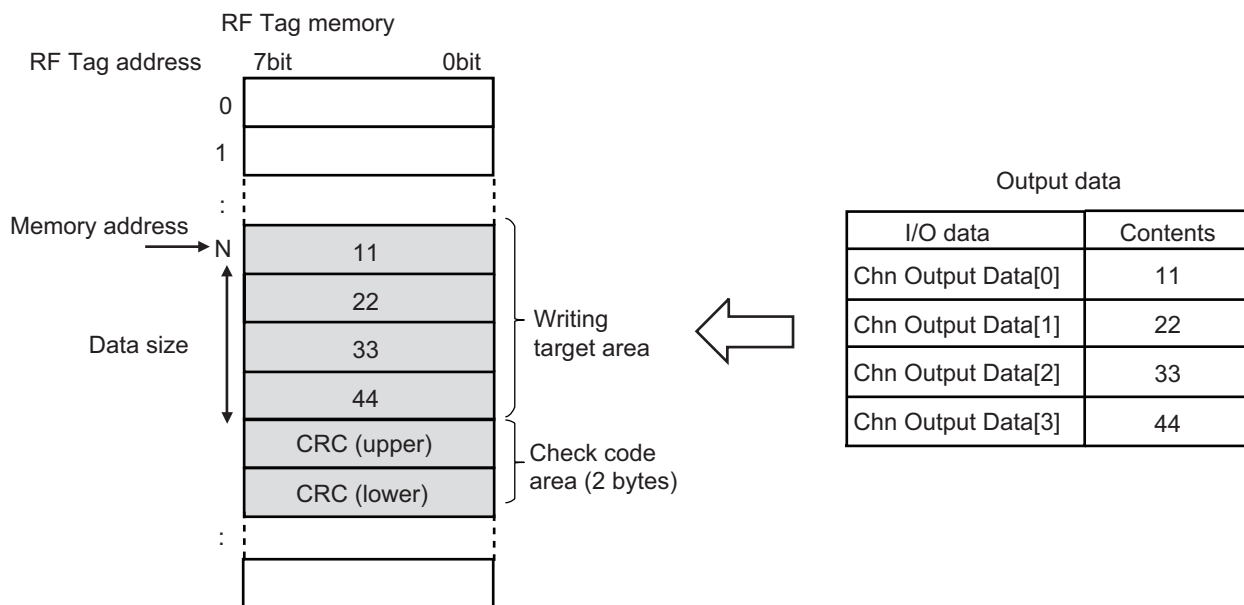 RF Tag memory
RF Tag address 7bit 0bit
0
1
:
Memory address
N
11
22
33
44
Data size
Writing
target area
CRC (upper)
CRC (lower)
Check code
area (2 bytes)
:
Output data
I/O data Contents
Chn Output Data[0] 11
Chn Output Data[1] 22
Chn Output Data[2] 33
Chn Output Data[3] 44